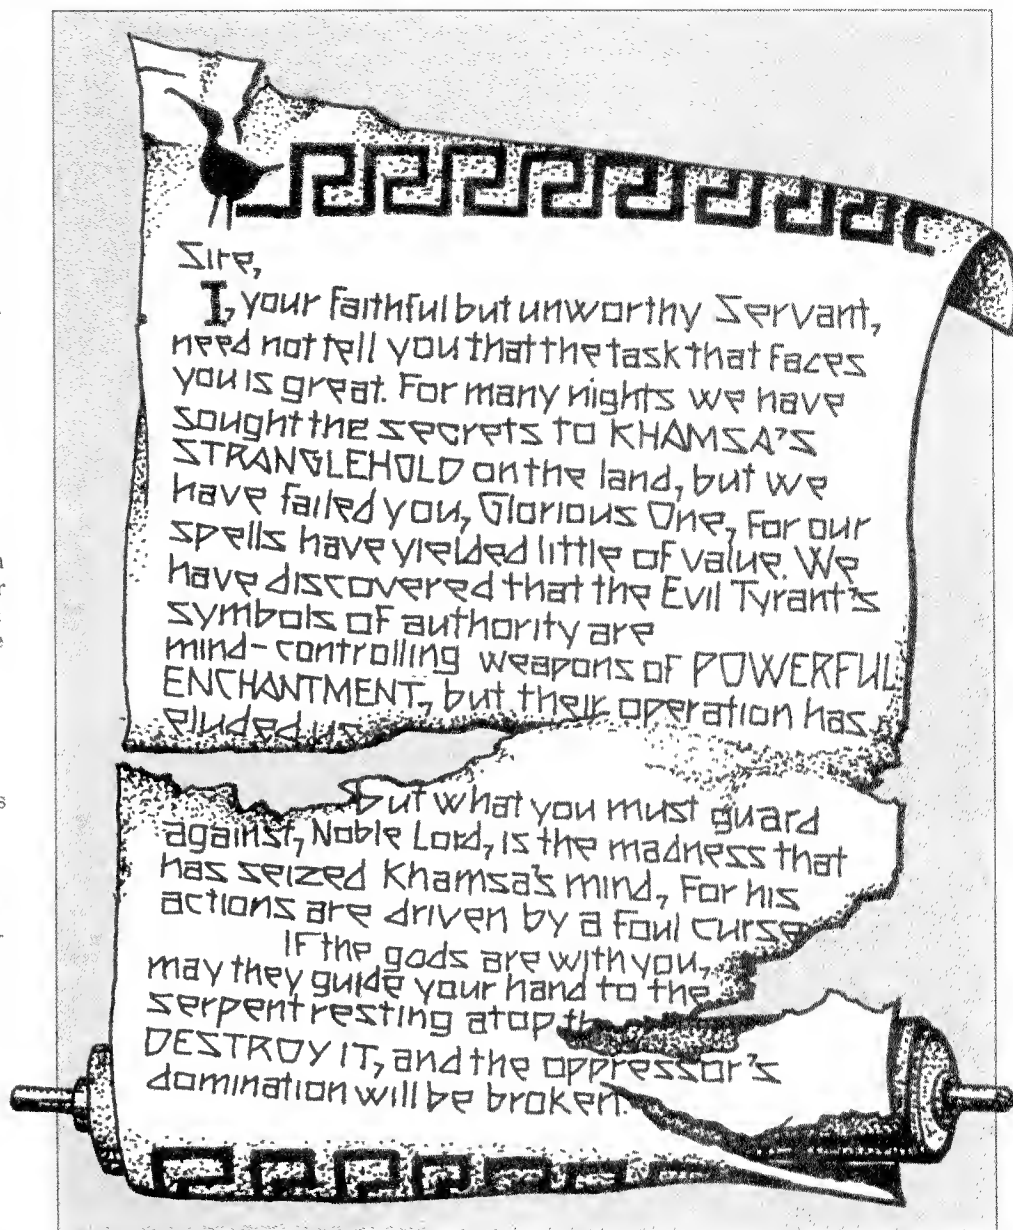 Sire,
I, your faithful but unworthy Servant,
need not tell you that the task that faces
you is great. For many nights we have
sought the secrets to KHAMSA'S
STRANGLEHOLD on the land, but we
have failed you, Glorious One, for our
spells have yielded little of value. We
have discovered that the Evil Tyrant's
symbols of authority are
mind-controlling weapons of POWERFUL
ENCHANTMENT, but their operation has
eluded us
But what you must guard
against, Noble Lord, is the madness that
has seized Khamsa's mind, For his
actions are driven by a foul curse
If the gods are with you,
may they guide your hand to the
serpent resting atop
DESTROY IT, and the oppressor's
domination will be broken.